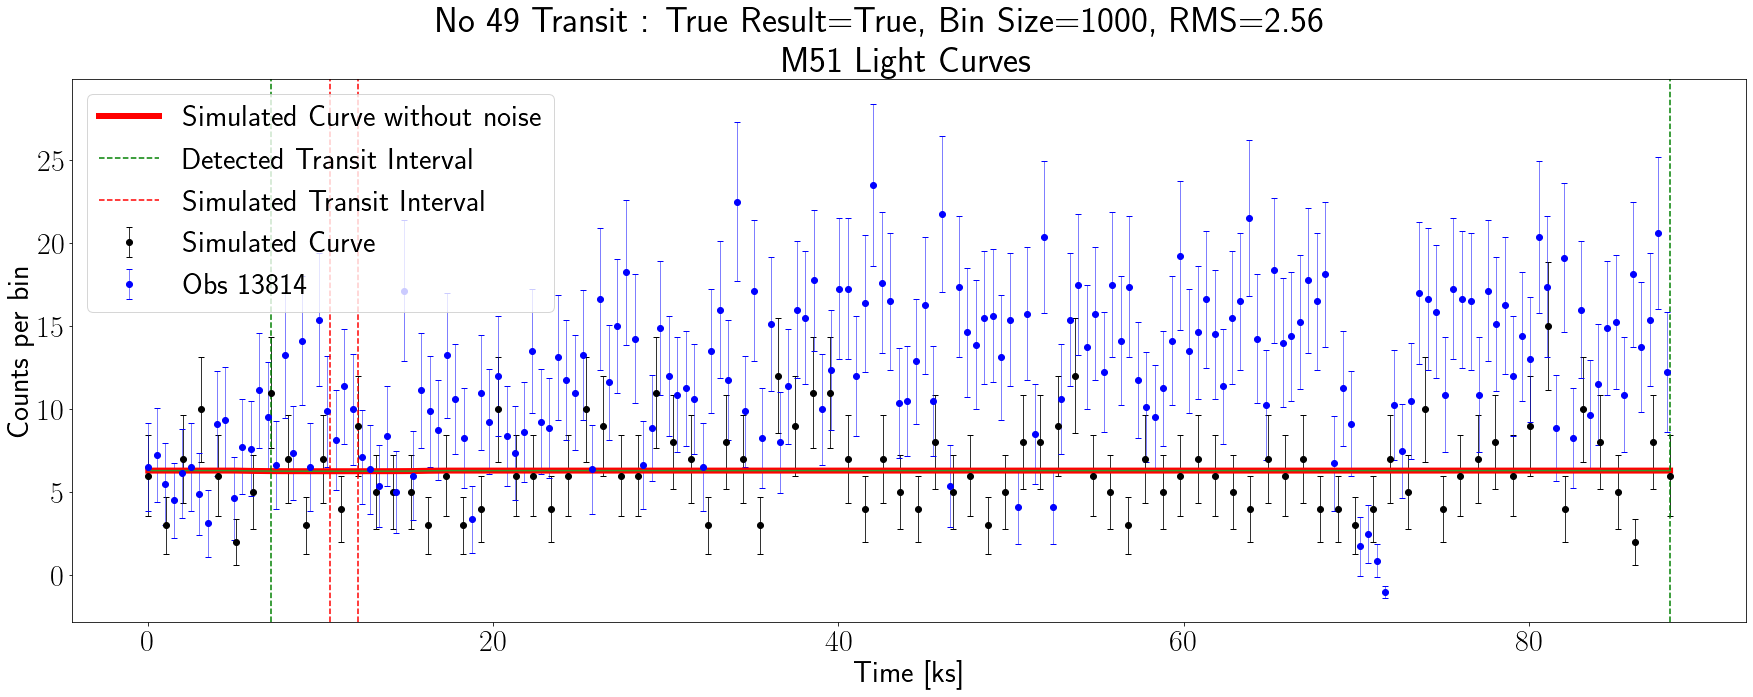 No 49 Transit : True Result=True, Bin Size=1000, RMS=2.56
M51 Light Curves
Simulated Curve without noise
Detected Transit Interval
Simulated Transit Interval
Simulated Curve
Obs 13814
Counts per bin
25
20
15
10
5
0
0 20 40 60 80
Time [ks]